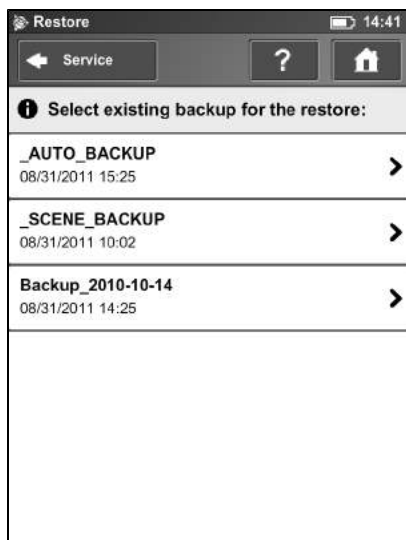 Restore 14:41
Service ?
Select existing backup for the restore:
_AUTO_BACKUP
08/31/2011 15:25
_SCENE_BACKUP
08/31/2011 10:02
Backup_2010-10-14
08/31/2011 14:25